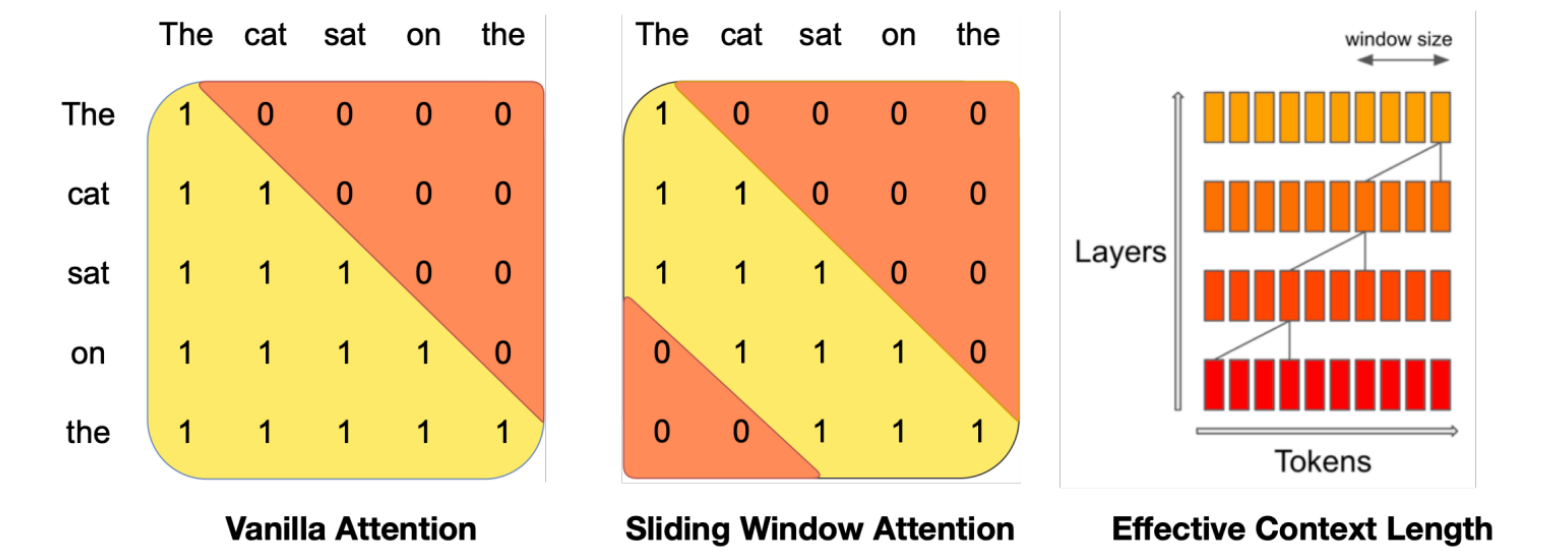 The cat sat on the
The 1 0 0 0 0
cat 1 1 0 0 0
sat 1 1 1 0 0
on 1 1 1 1 0
the 1 1 1 1 1
Vanilla Attention
The cat sat on the
1 0 0 0 0
1 1 0 0 0
1 1 1 0 0
0 1 1 1 0
0 0 1 1 1
Sliding Window Attention
window size
Layers
Tokens
Effective Context Length